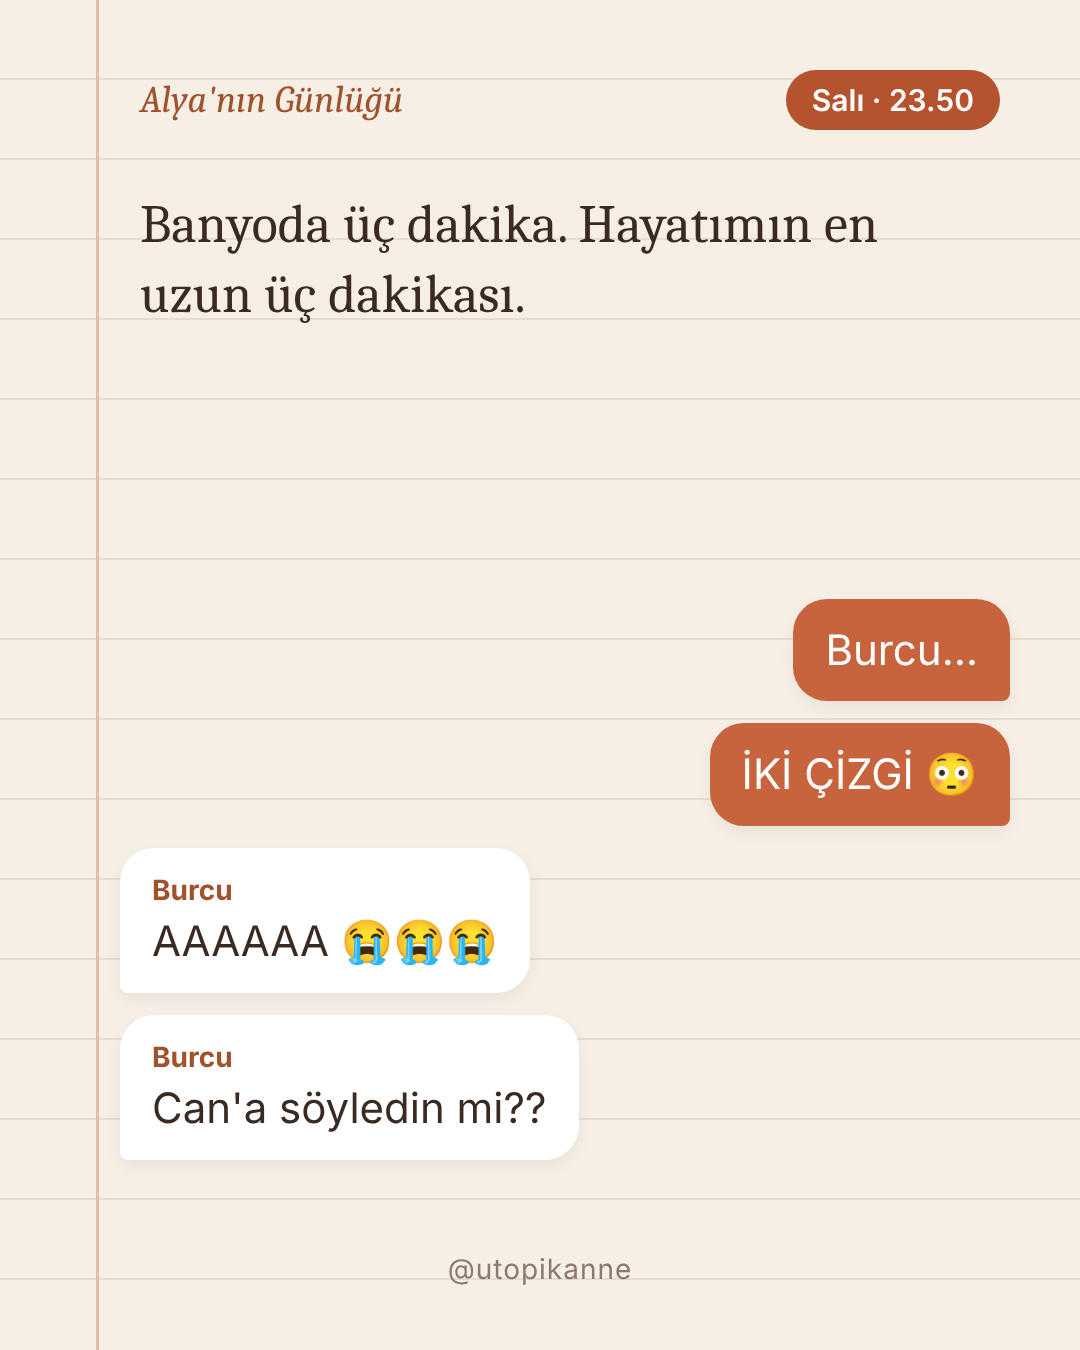 Alya'nın Günlüğü
Salı · 23.50
Banyoda üç dakika. Hayatımın en
uzun üç dakikası.
Burcu...
İKİ ÇİZGİ 😳
Burcu
AAAAAA 😭😭😭
Burcu
Can'a söyledin mi??
@utopikanne